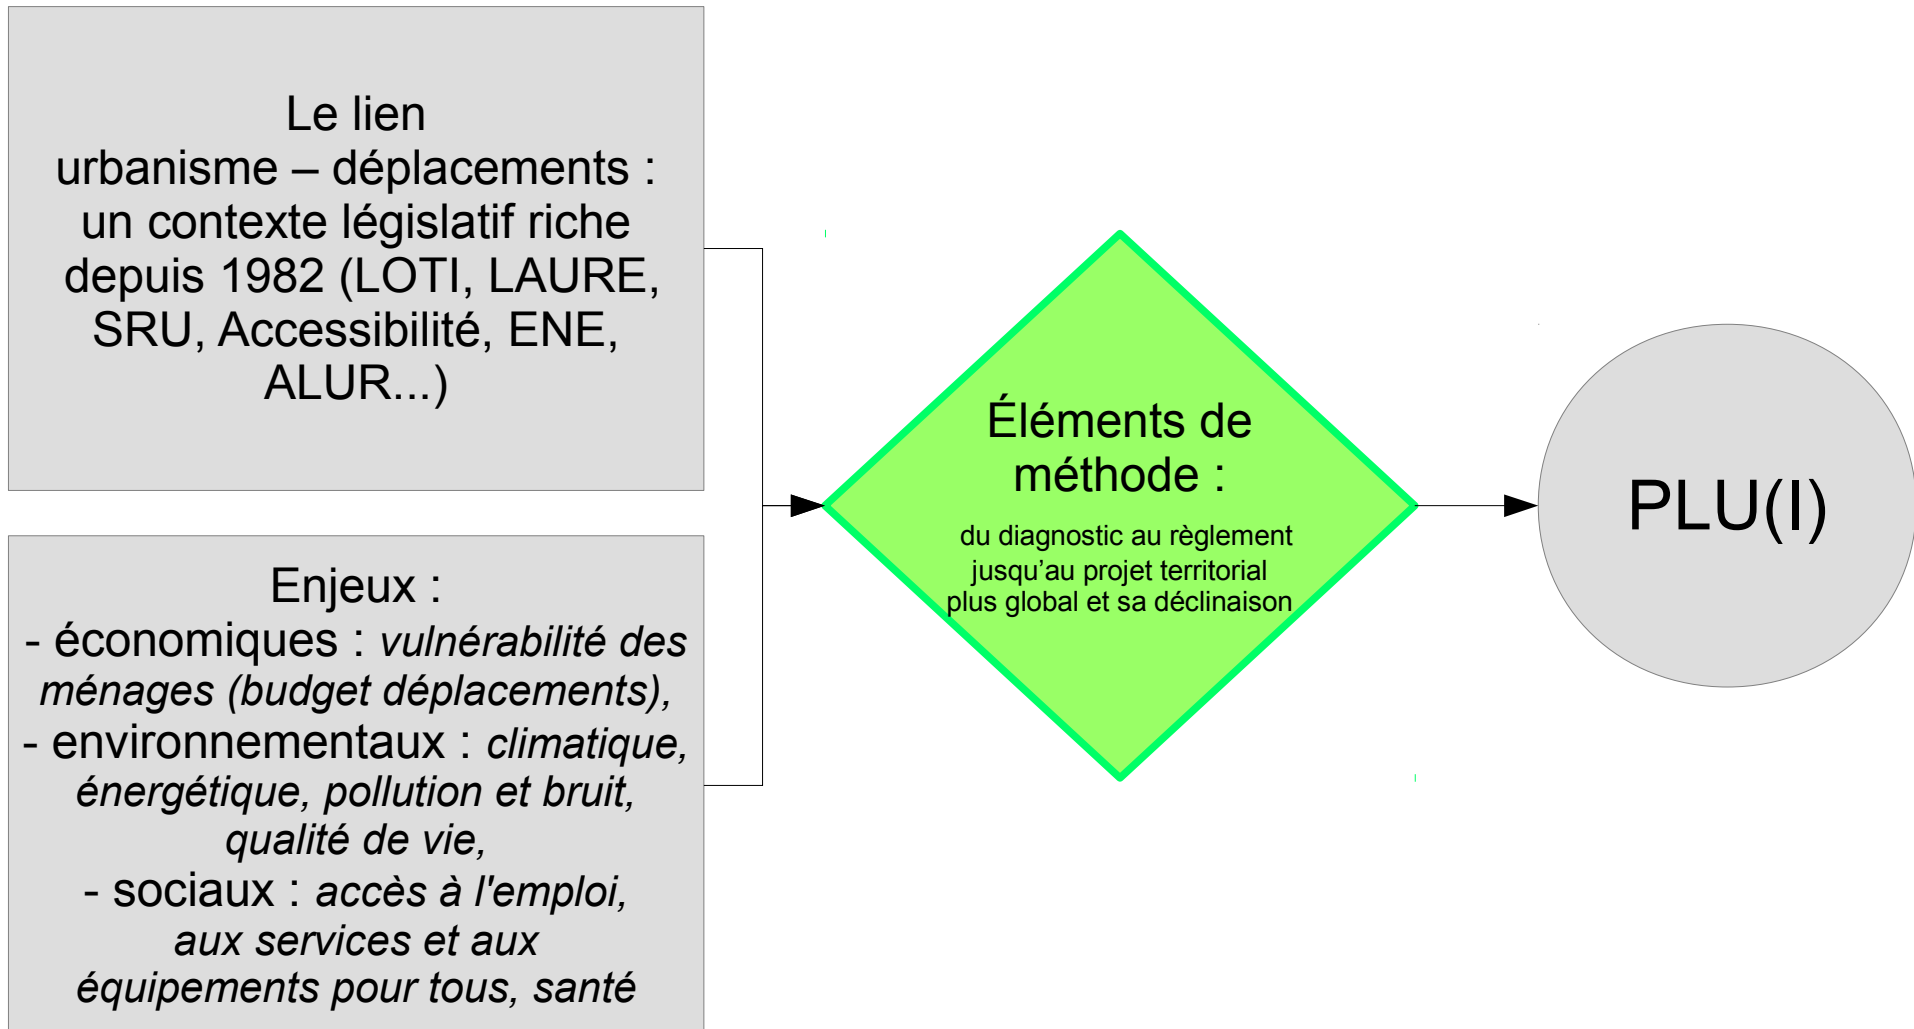 Le lien
urbanisme – déplacements :
un contexte législatif riche
depuis 1982 (LOTI, LAURE,
SRU, Accessibilité, ENE,
ALUR...)
Enjeux :
- économiques : vulnérabilité des
ménages (budget déplacements),
- environnementaux : climatique,
énergétique, pollution et bruit,
qualité de vie,
- sociaux : accès à l'emploi,
aux services et aux
équipements pour tous, santé
Éléments de
méthode :
du diagnostic au règlement
jusqu’au projet territorial
plus global et sa déclinaison
PLU(I)